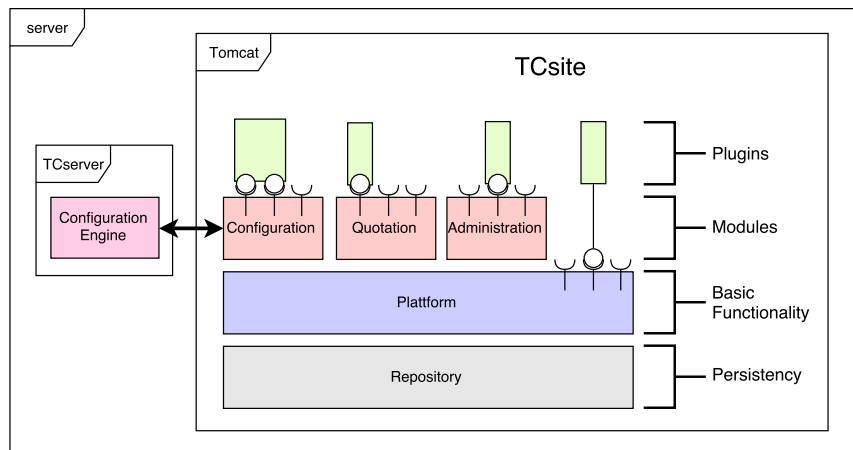 server
Tomcat
TCsite
TCserver
Configuration
Engine
Configuration
Quotation
Administration
Plattform
Repository
Plugins
Modules
Basic
Functionality
Persistency